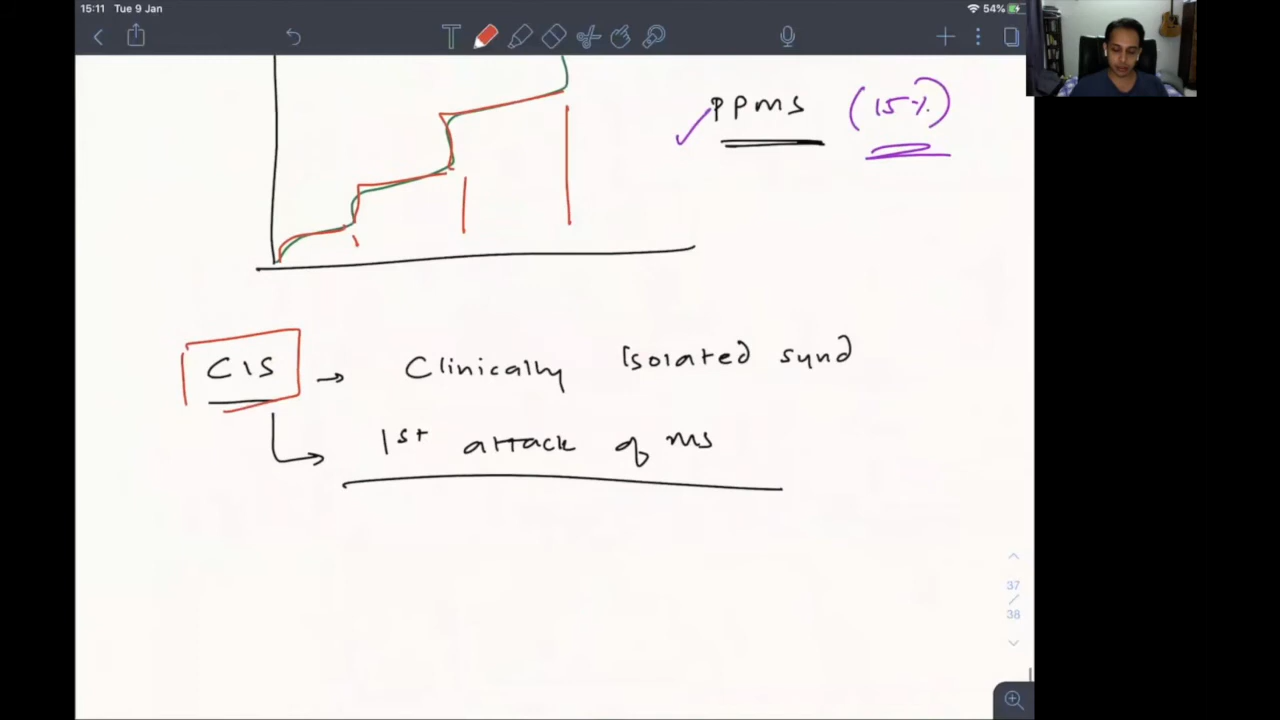 15:11 Tue 9 Jan
54%
T
PPMS (15%)
CIS → Clinically Isolated synd
1st attack of MS
37
/
38